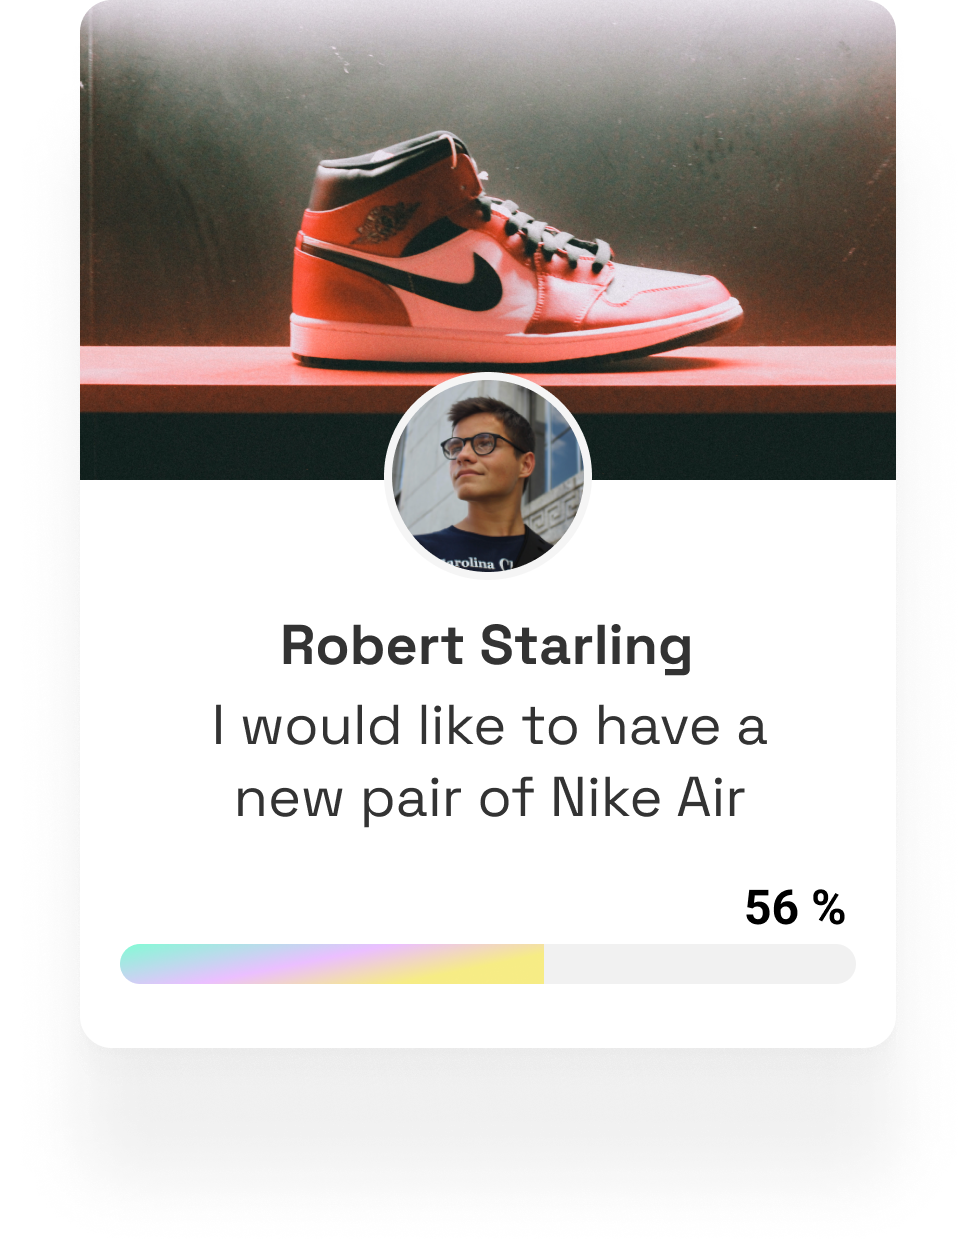 arolina C
Robert Starling
I would like to have a
new pair of Nike Air
56 %